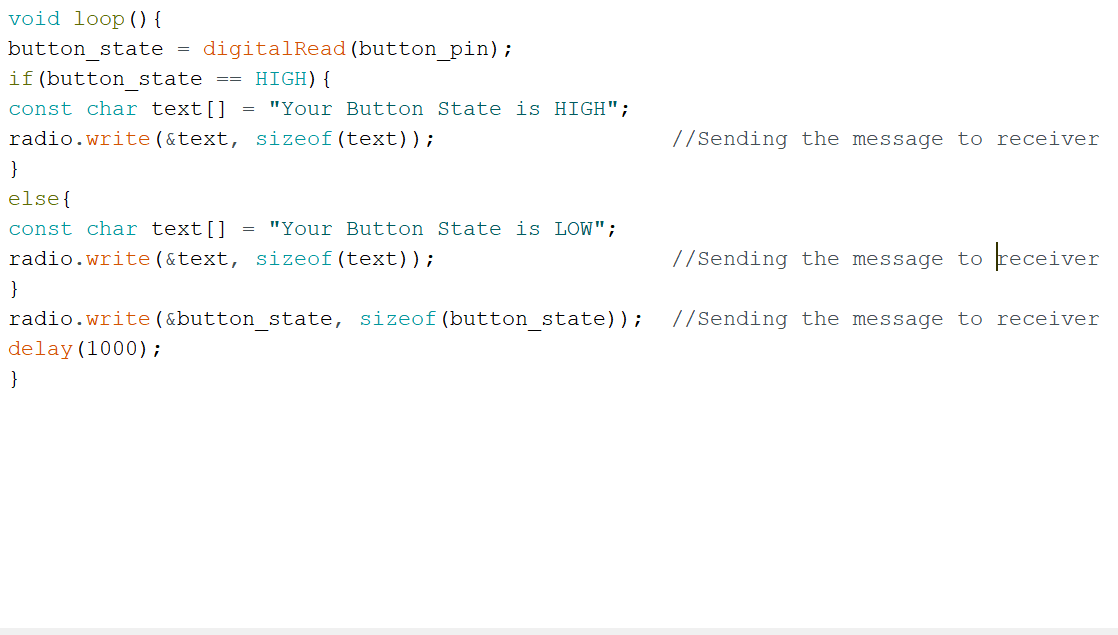 void loop(){
button_state = digitalRead(button_pin);
if(button_state == HIGH){
const char text[] = "Your Button State is HIGH";
radio.write(&text, sizeof(text)); //Sending the message to receiver
}
else{
const char text[] = "Your Button State is LOW";
radio.write(&text, sizeof(text)); //Sending the message to receiver
}
radio.write(&button_state, sizeof(button_state)); //Sending the message to receiver
delay(1000);
}